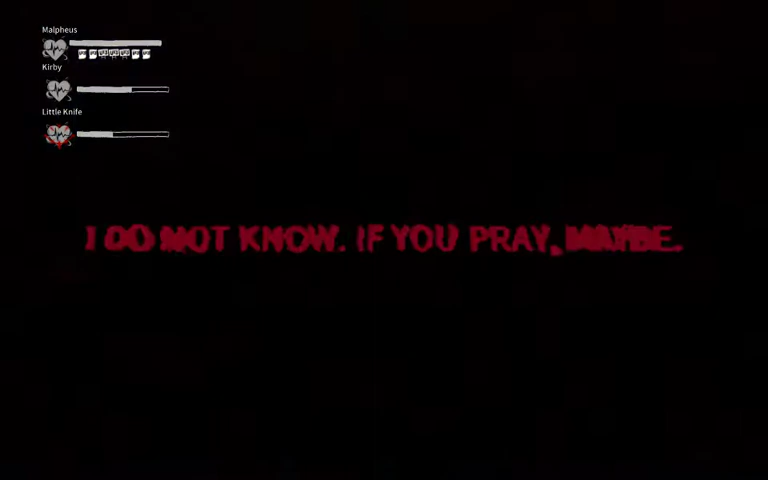 Malpheus
Kirby
Little Knife
I DO NOT KNOW. IF YOU PRAY, MAYBE.